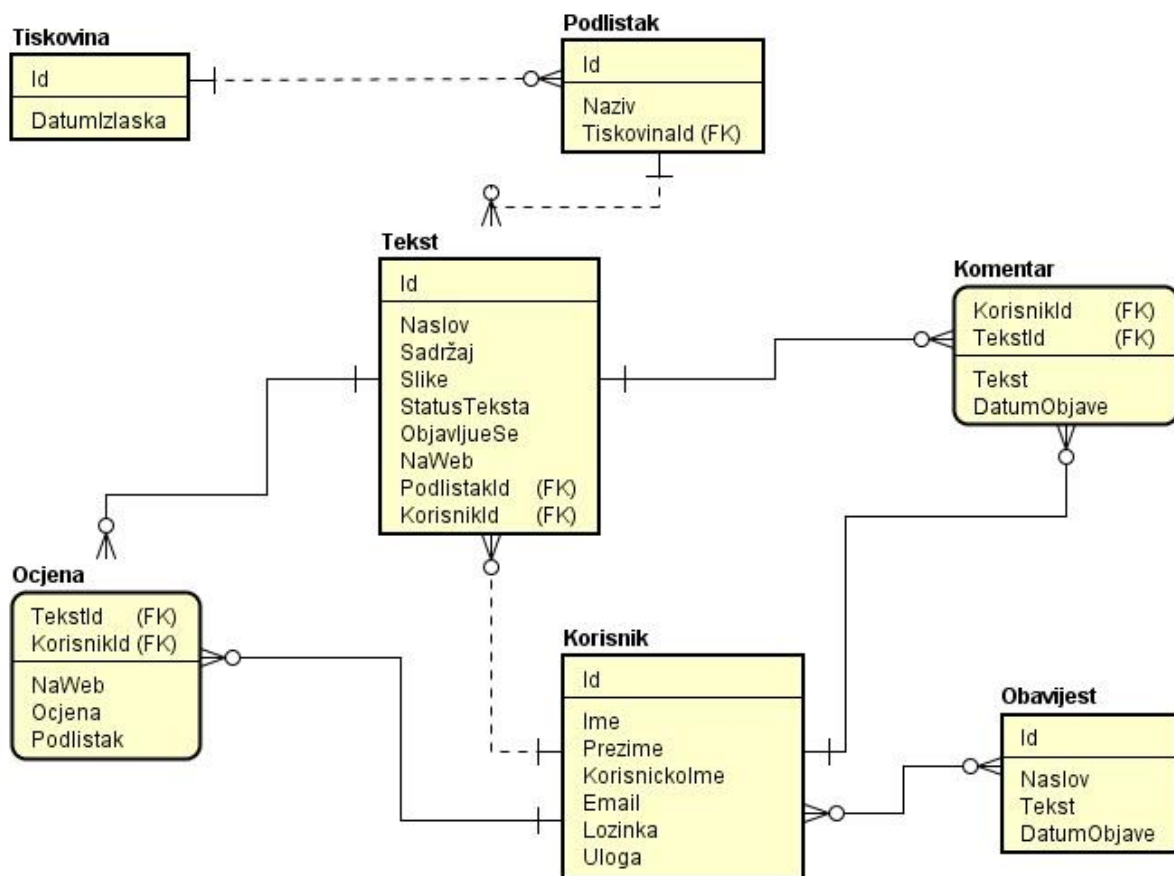 Tiskovina
Id
DatumIzlaska
Podlistak
Id
Naziv
TiskovinaId (FK)
Tekst
Id
Naslov
Sadržaj
Slike
StatusTeksta
ObjavljueSe
NaWeb
PodlistakId (FK)
KorisnikId (FK)
Komentar
KorisnikId (FK)
TekstId (FK)
Tekst
DatumObjave
Ocjena
TekstId (FK)
KorisnikId (FK)
NaWeb
Ocjena
Podlistak
Korisnik
Id
Ime
Prezime
KorisnickoIme
Email
Lozinka
Uloga
Obavijest
Id
Naslov
Tekst
DatumObjave